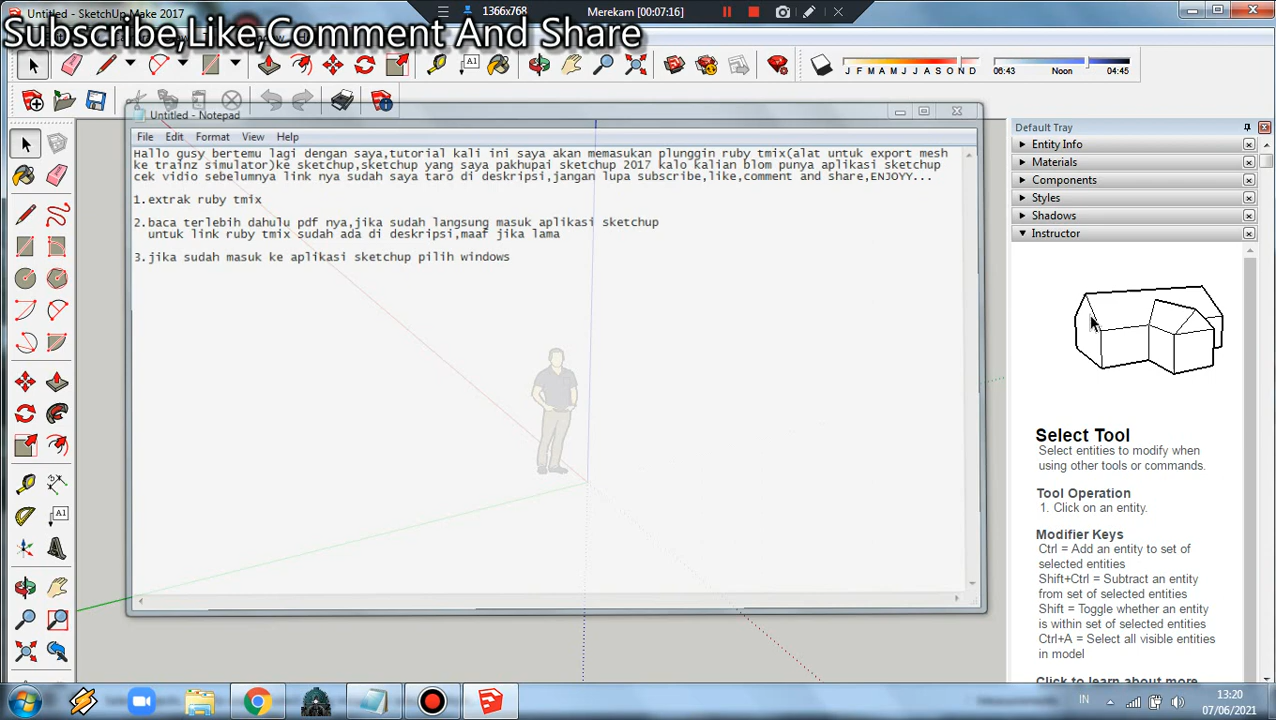 Untitled - SketchUp Make 2017
1366x768
Merekam (00:07:16)
Subscribe,Like,Comment And Share
A1
J F M A M J J A S O N D
06:43
Noon
04:45
Untitled - Notepad
File Edit Format View Help
Hallo gusy bertemu lagi dengan saya,tutorial kali ini saya akan memasukan plunggin ruby tmix(alat untuk export mesh
ke trainz simulator)ke sketchup,sketchup yang saya pakhupai sketchup 2017 kalo kalian blom punya aplikasi sketchup
cek vidio sebelumnya link nya sudah saya taro di deskripsi,jangan lupa subscribe,like,comment and share,ENJOYY...
1.extrak ruby tmix
2.baca terlebih dahulu pdf nya,jika sudah langsung masuk aplikasi sketchup
untuk link ruby tmix sudah ada di deskripsi,maaf jika lama
3.jika sudah masuk ke aplikasi sketchup pilih windows
Default Tray
Entity Info
Materials
Components
Styles
Shadows
Instructor
Select Tool
Select entities to modify when
using other tools or commands.
Tool Operation
1. Click on an entity.
Modifier Keys
Ctrl = Add an entity to set of
selected entities
Shift+Ctrl = Subtract an entity
from set of selected entities
Shift = Toggle whether an entity
is within set of selected entities
Ctrl+A = Select all visible entities
in model
Click to learn about more
A1
IN
13:20
07/06/2021